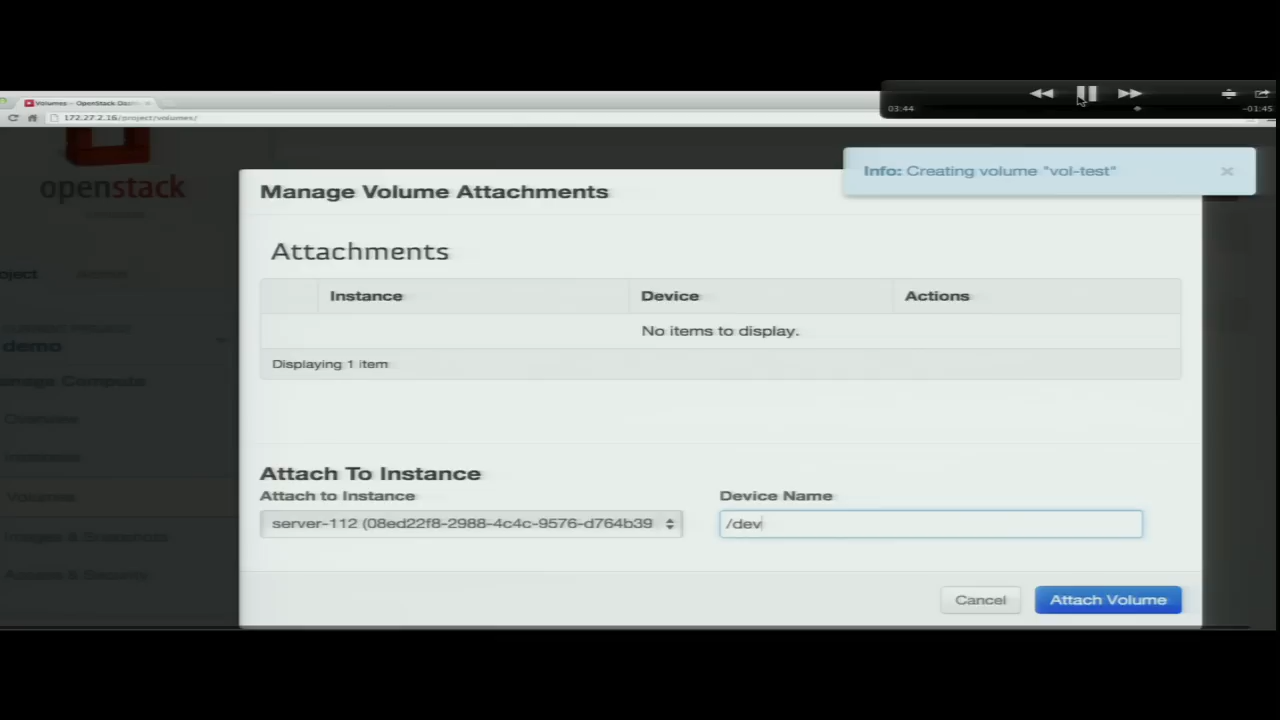 03:44
-01:45
Volumes - OpenStack Dash
172.27.2.16/project/volumes/
Info: Creating volume "vol-test"
openstack
Manage Volume Attachments
Attachments
Instance Device Actions
No items to display.
Displaying 1 item
oject
demo
anage Compute
Overview
Instances
Volumes
Images & Snapshots
Access & Security
Attach To Instance
Attach to Instance Device Name
server-112 (08ed22f8-2988-4c4c-9576-d764b39 /dev
Cancel Attach Volume